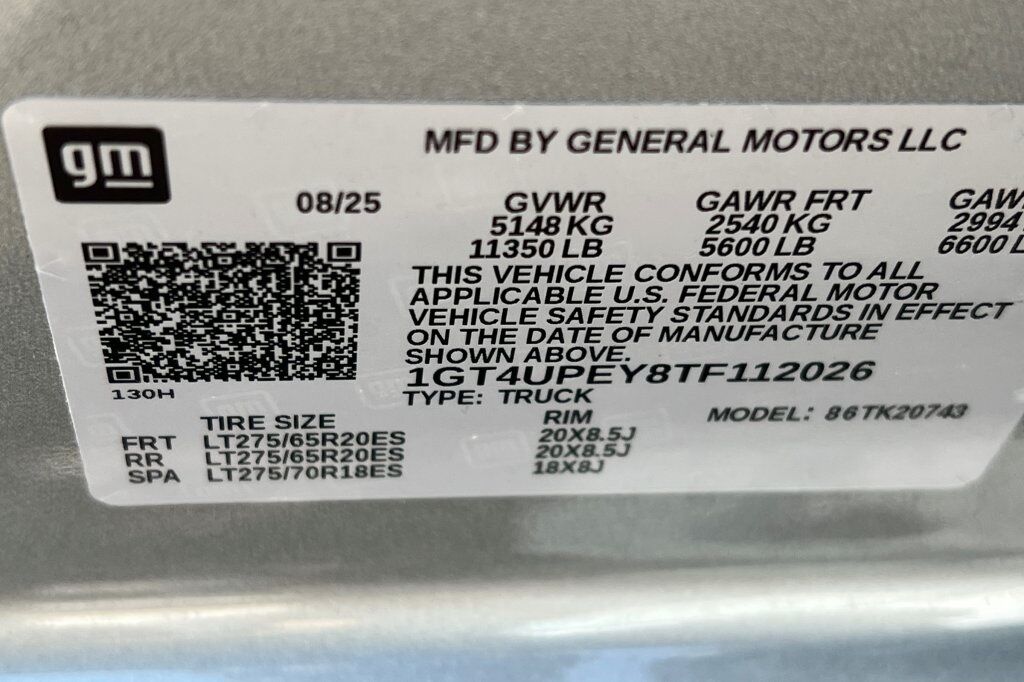 gm
MFD BY GENERAL MOTORS LLC
08/25 GVWR GAWR FRT GAW
5148 KG 2540 KG 2994
11350 LB 5600 LB 6600 L
THIS VEHICLE CONFORMS TO ALL
APPLICABLE U.S. FEDERAL MOTOR
VEHICLE SAFETY STANDARDS IN EFFECT
ON THE DATE OF MANUFACTURE
SHOWN ABOVE.
1GT4UPEY8TF112026
130H TYPE: TRUCK
TIRE SIZE RIM MODEL: 86TK20743
FRT LT275/65R20ES 20X8.5J
RR LT275/65R20ES 20X8.5J
SPA LT275/70R18ES 18X8J